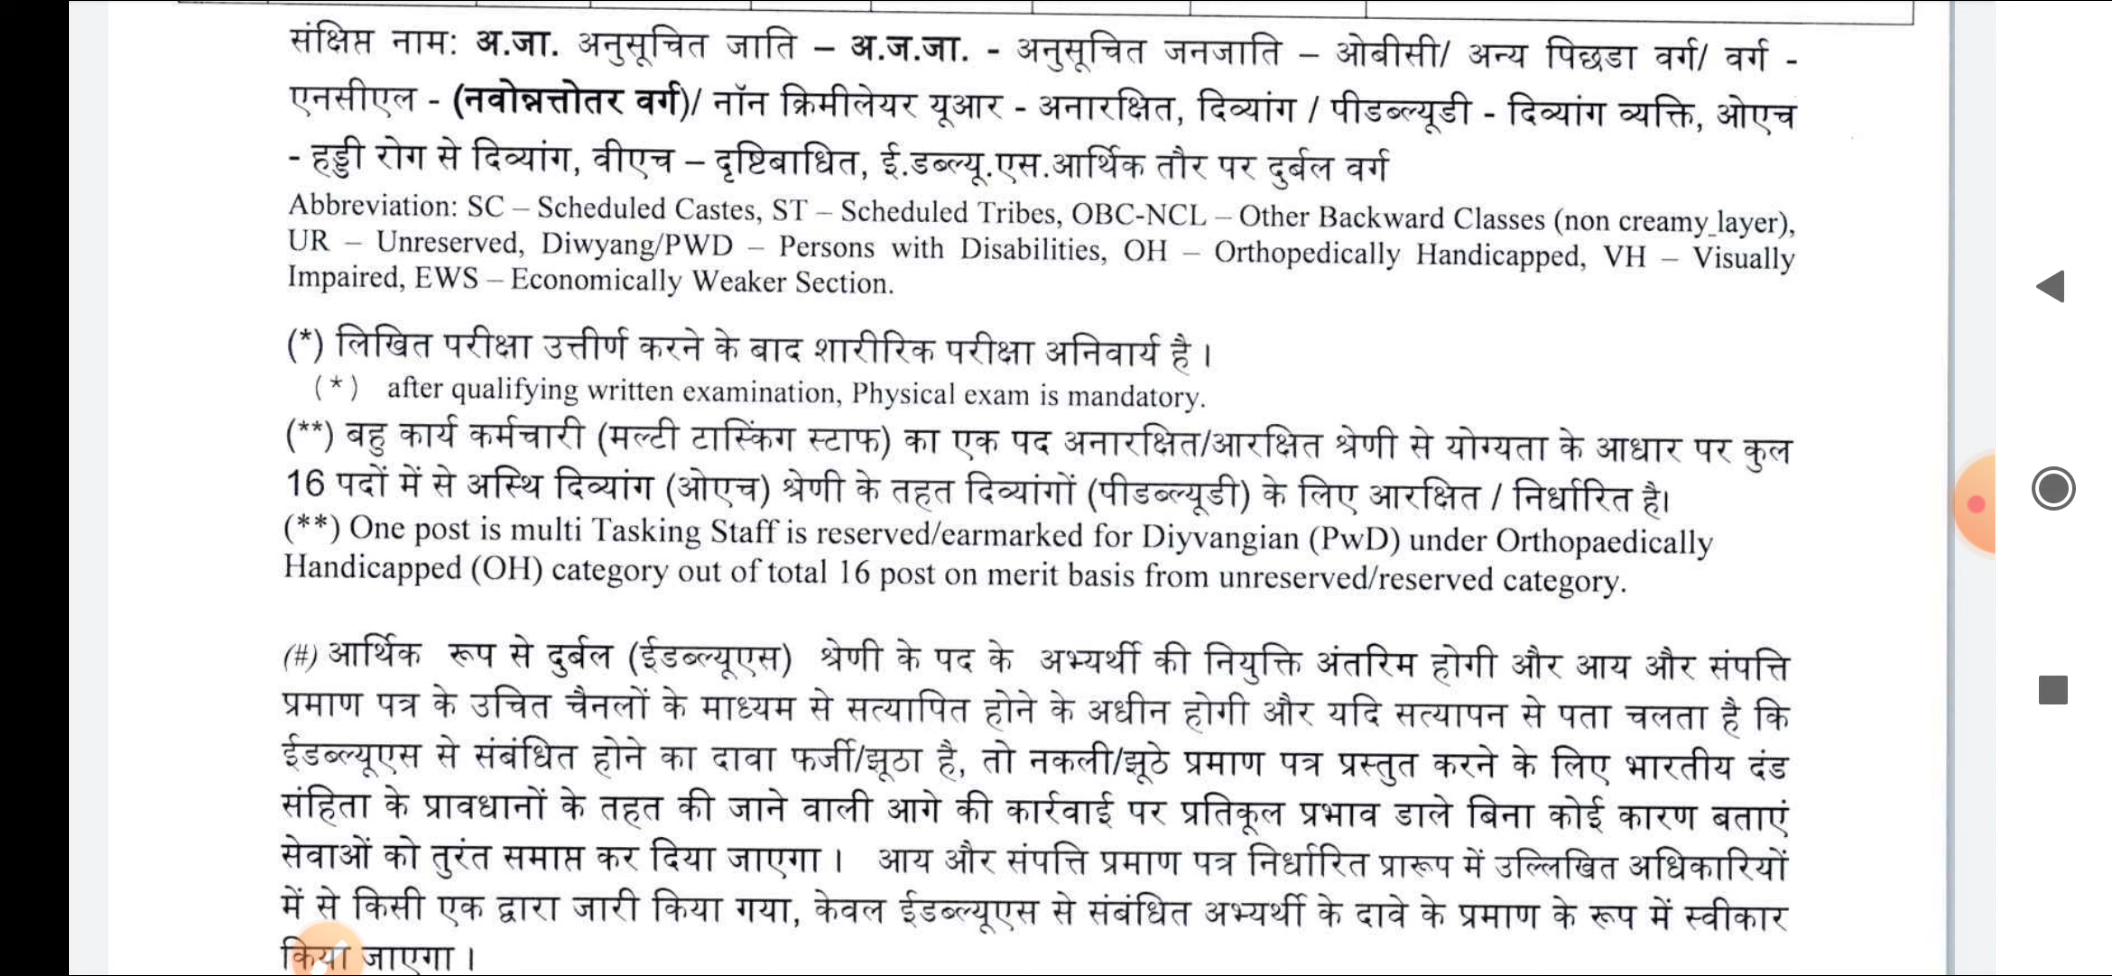 संक्षिप्त नाम: अ.जा. अनुसूचित जाति – अ.ज.जा. - अनुसूचित जनजाति – ओबीसी/ अन्य पिछडा वर्ग/ वर्ग -
एनसीएल - (नवोन्नत्तोतर वर्ग)/ नॉन क्रिमीलेयर यूआर - अनारक्षित, दिव्यांग / पीडब्ल्यूडी - दिव्यांग व्यक्ति, ओएच
- हड्डी रोग से दिव्यांग, वीएच – दृष्टिबाधित, ई.डब्ल्यू.एस.आर्थिक तौर पर दुर्बल वर्ग
Abbreviation: SC – Scheduled Castes, ST – Scheduled Tribes, OBC-NCL – Other Backward Classes (non creamy_layer),
UR – Unreserved, Diwyang/PWD – Persons with Disabilities, OH – Orthopedically Handicapped, VH – Visually
Impaired, EWS – Economically Weaker Section.
(*) लिखित परीक्षा उत्तीर्ण करने के बाद शारीरिक परीक्षा अनिवार्य है ।
(*) after qualifying written examination, Physical exam is mandatory.
(**) बहु कार्य कर्मचारी (मल्टी टास्किंग स्टाफ) का एक पद अनारक्षित/आरक्षित श्रेणी से योग्यता के आधार पर कुल
16 पदों में से अस्थि दिव्यांग (ओएच) श्रेणी के तहत दिव्यांगों (पीडब्ल्यूडी) के लिए आरक्षित / निर्धारित है।
(**) One post is multi Tasking Staff is reserved/earmarked for Diyvangian (PwD) under Orthopaedically
Handicapped (OH) category out of total 16 post on merit basis from unreserved/reserved category.
(#) आर्थिक रूप से दुर्बल (ईडब्ल्यूएस) श्रेणी के पद के अभ्यर्थी की नियुक्ति अंतरिम होगी और आय और संपत्ति
प्रमाण पत्र के उचित चैनलों के माध्यम से सत्यापित होने के अधीन होगी और यदि सत्यापन से पता चलता है कि
ईडब्ल्यूएस से संबंधित होने का दावा फर्जी/झूठा है, तो नकली/झूठे प्रमाण पत्र प्रस्तुत करने के लिए भारतीय दंड
संहिता के प्रावधानों के तहत की जाने वाली आगे की कार्रवाई पर प्रतिकूल प्रभाव डाले बिना कोई कारण बताएं
सेवाओं को तुरंत समाप्त कर दिया जाएगा । आय और संपत्ति प्रमाण पत्र निर्धारित प्रारूप में उल्लिखित अधिकारियों
में से किसी एक द्वारा जारी किया गया, केवल ईडब्ल्यूएस से संबंधित अभ्यर्थी के दावे के प्रमाण के रूप में स्वीकार
किया जाएगा ।